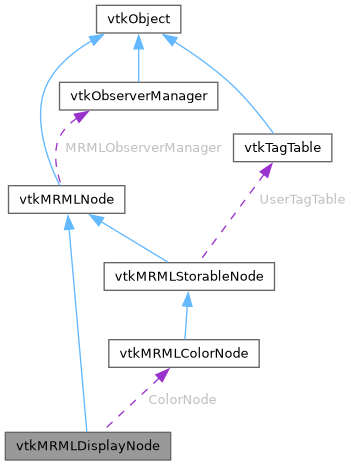 vtkObject
vtkObserverManager
MRMLObserverManager
vtkTagTable
vtkMRMLNode
UserTagTable
vtkMRMLStorableNode
vtkMRMLColorNode
ColorNode
vtkMRMLDisplayNode